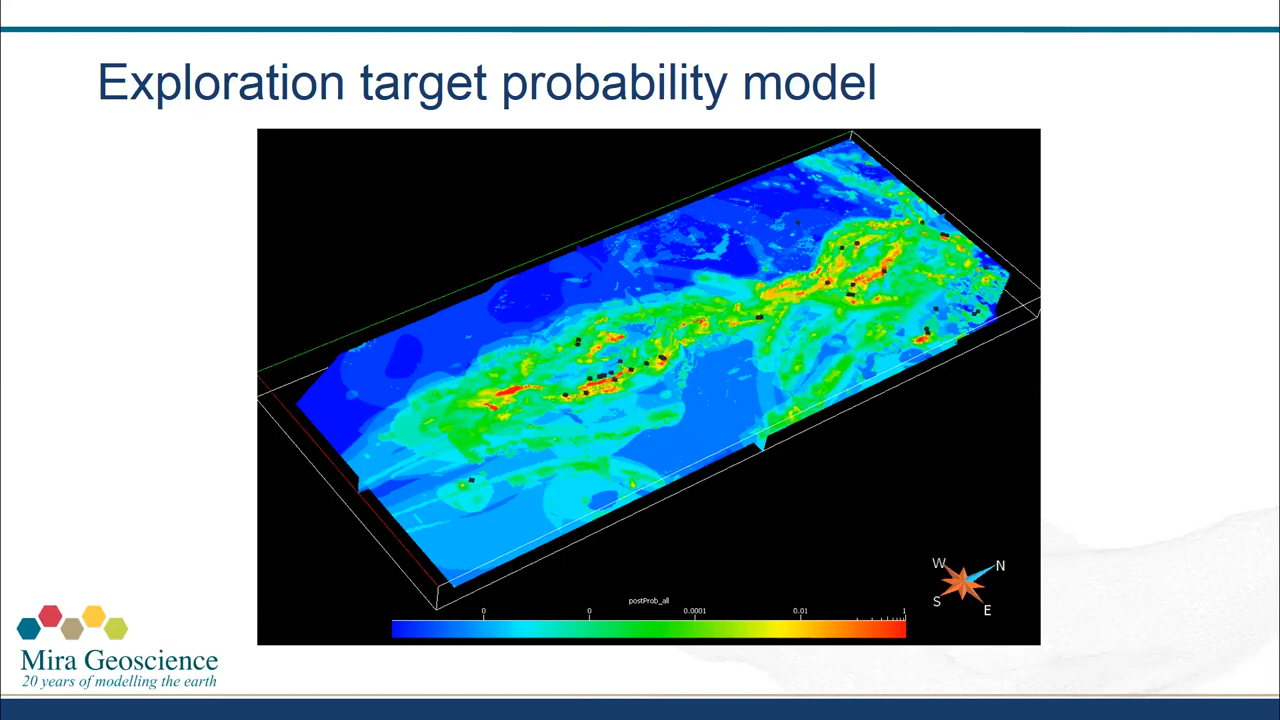 Exploration target probability model
W
N
S
E
postProb_all
0 0 0.0001 0.01 1
Mira Geoscience
20 years of modelling the earth